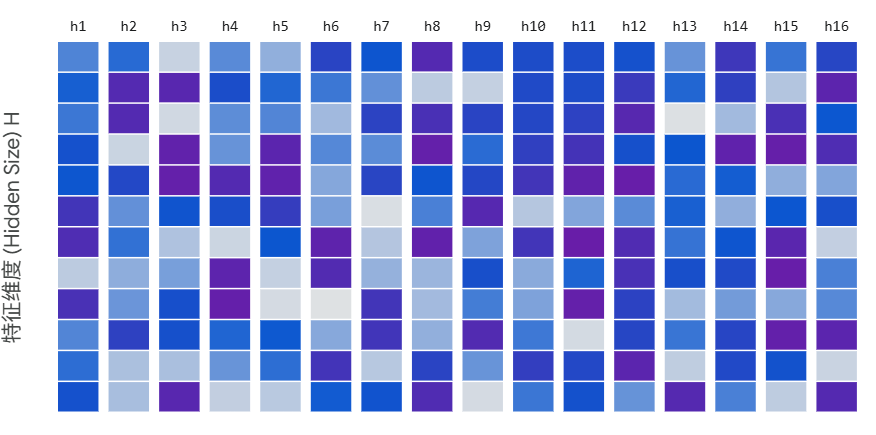 h1 h2 h3 h4 h5 h6 h7 h8 h9 h10 h11 h12 h13 h14 h15 h16
特征维度 (Hidden Size) H